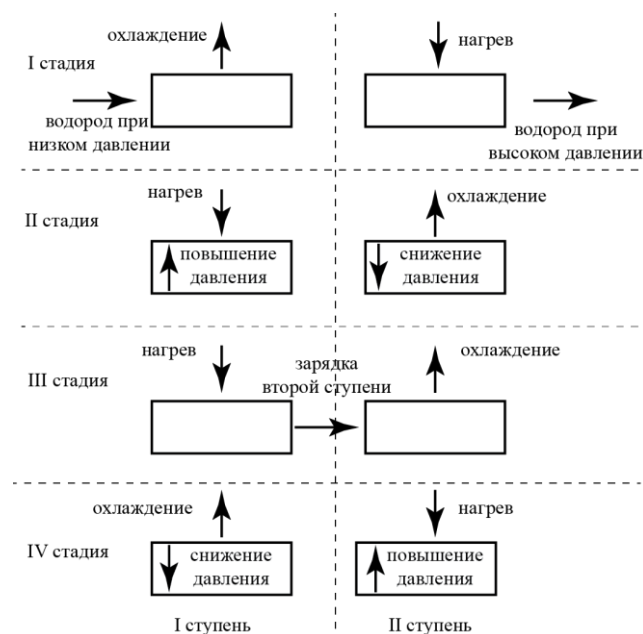 охлаждение
нагрев
I стадия
водород при
низком давлении
водород при
высоком давлении
нагрев
охлаждение
II стадия
повышение
давления
снижение
давления
нагрев
зарядка
второй ступени
охлаждение
III стадия
охлаждение
нагрев
IV стадия
снижение
давления
повышение
давления
I ступень
II ступень